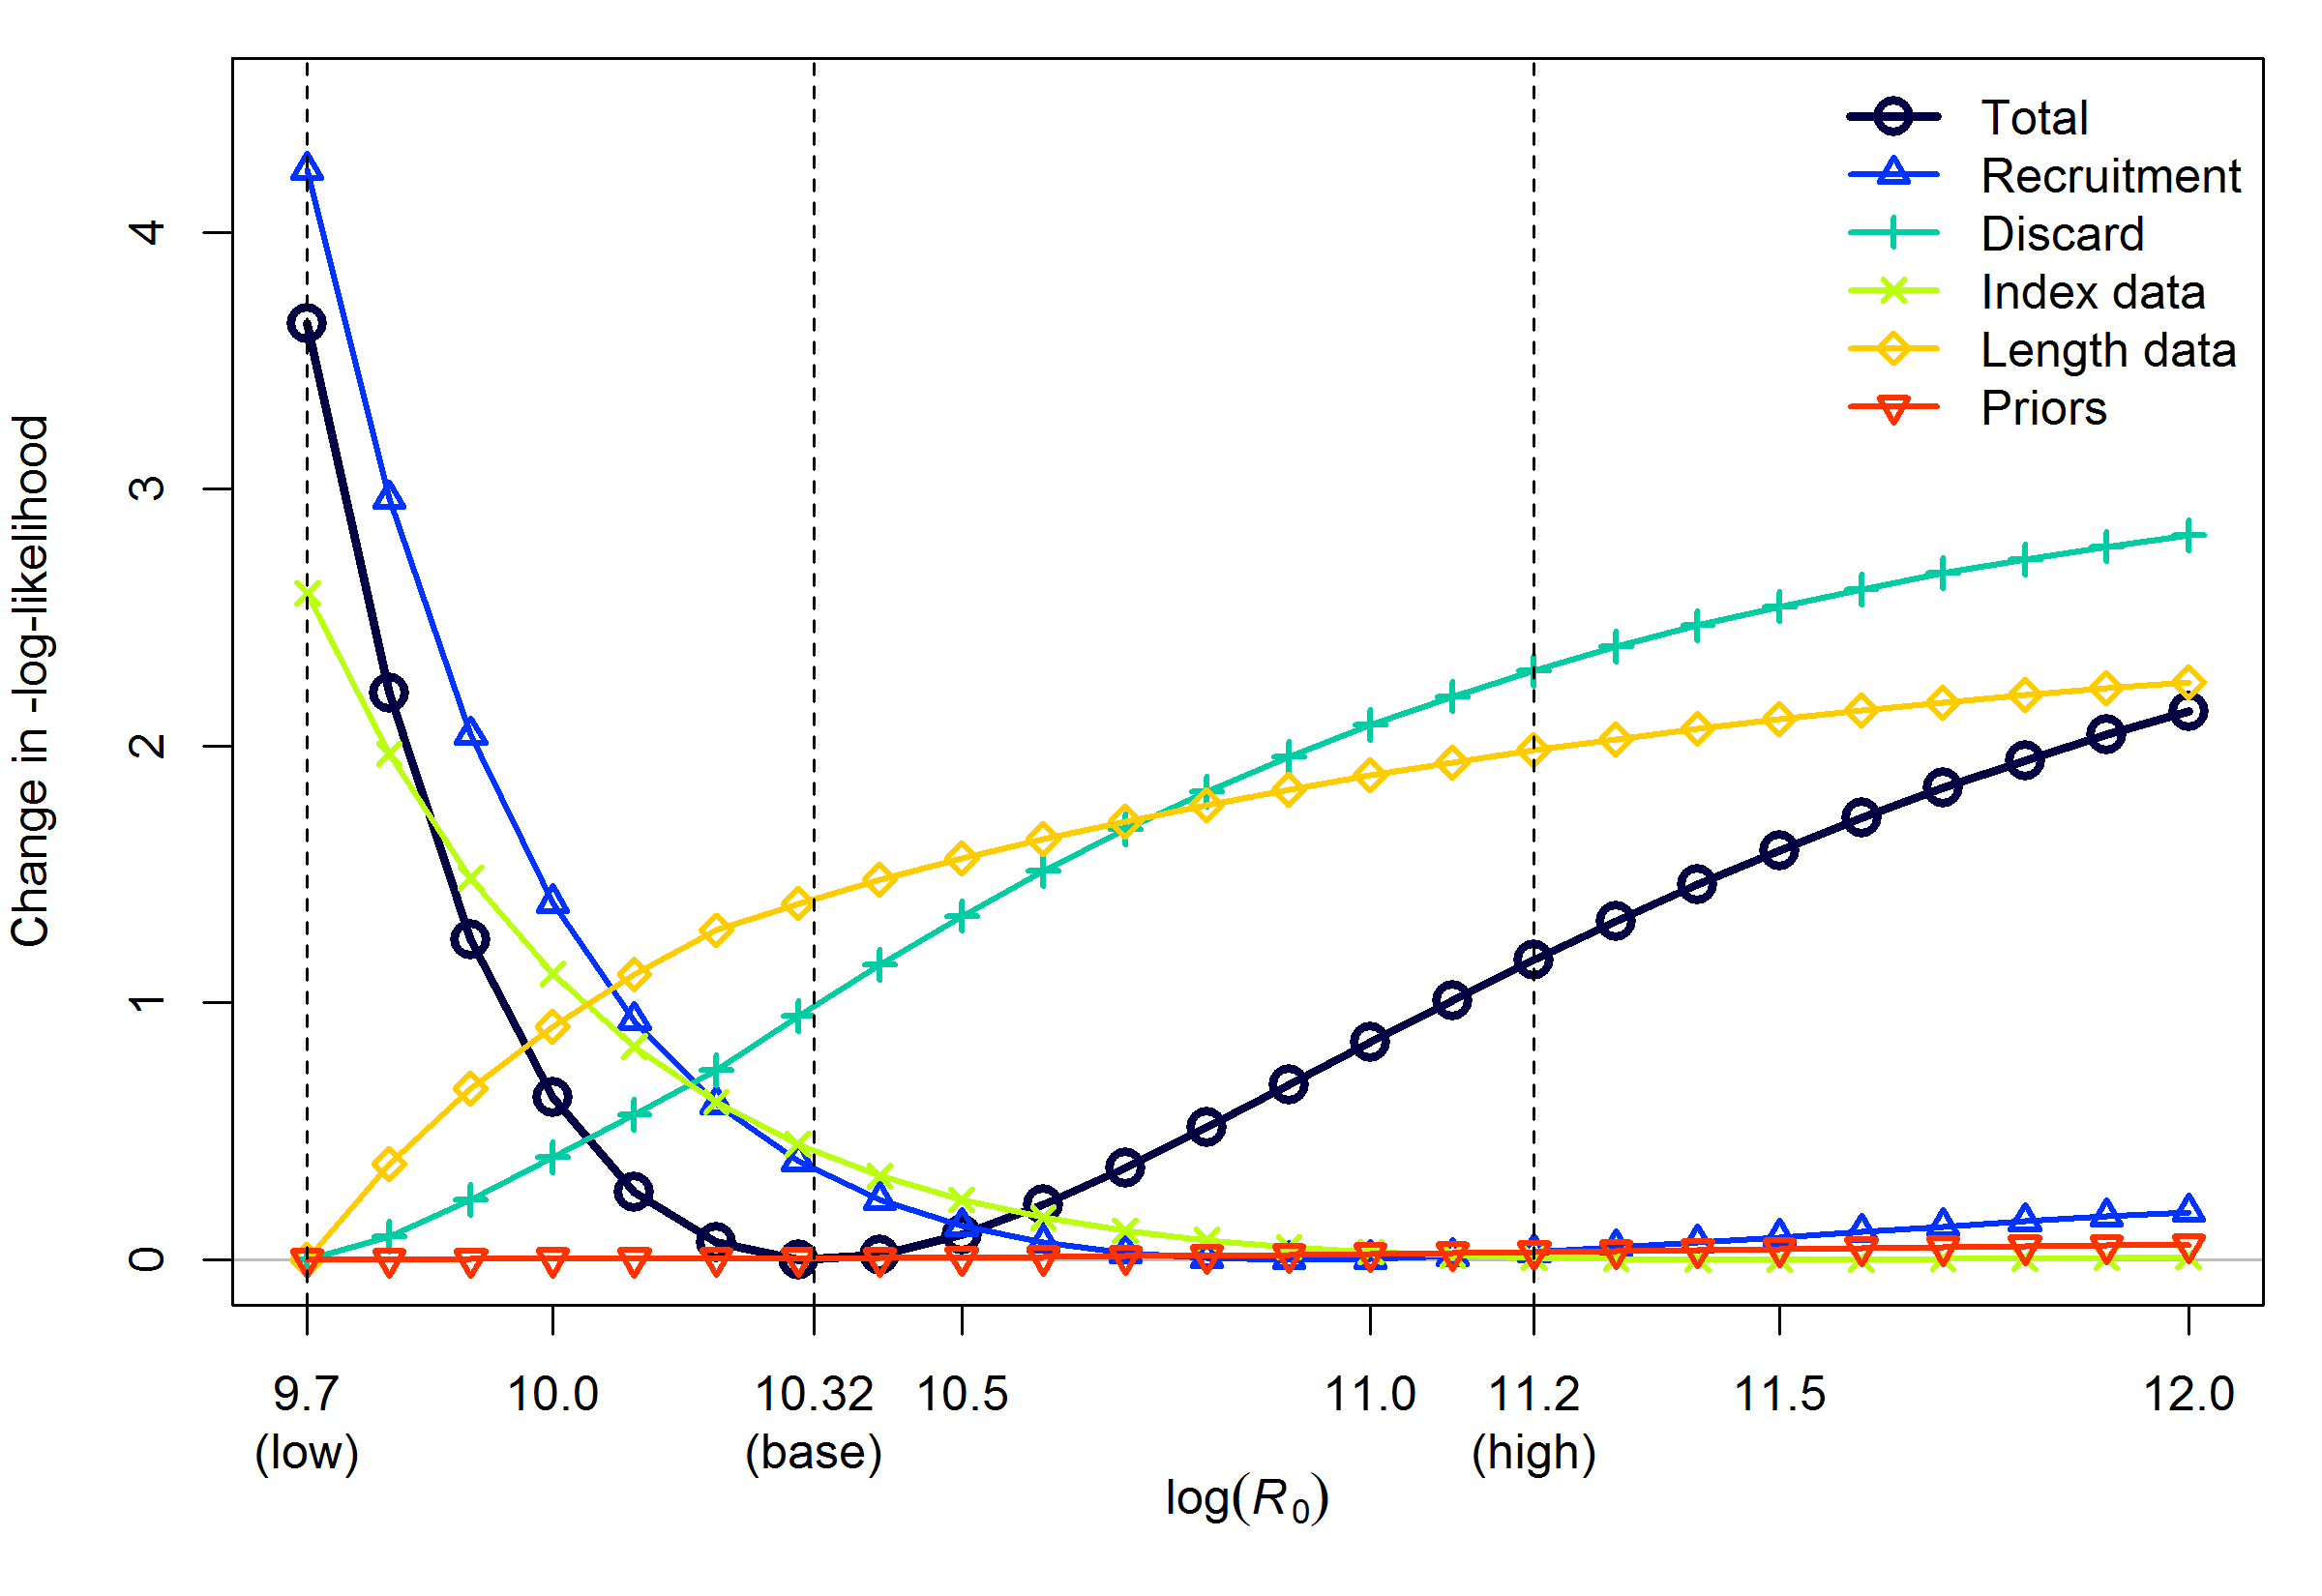 Total
Recruitment
Discard
Index data
Length data
Priors
Change in -log-likelihood
4
3
2
1
0
9.7 10.0 10.32 10.5 11.0 11.2 11.5 12.0
(low) (base) (high)
log(R0)